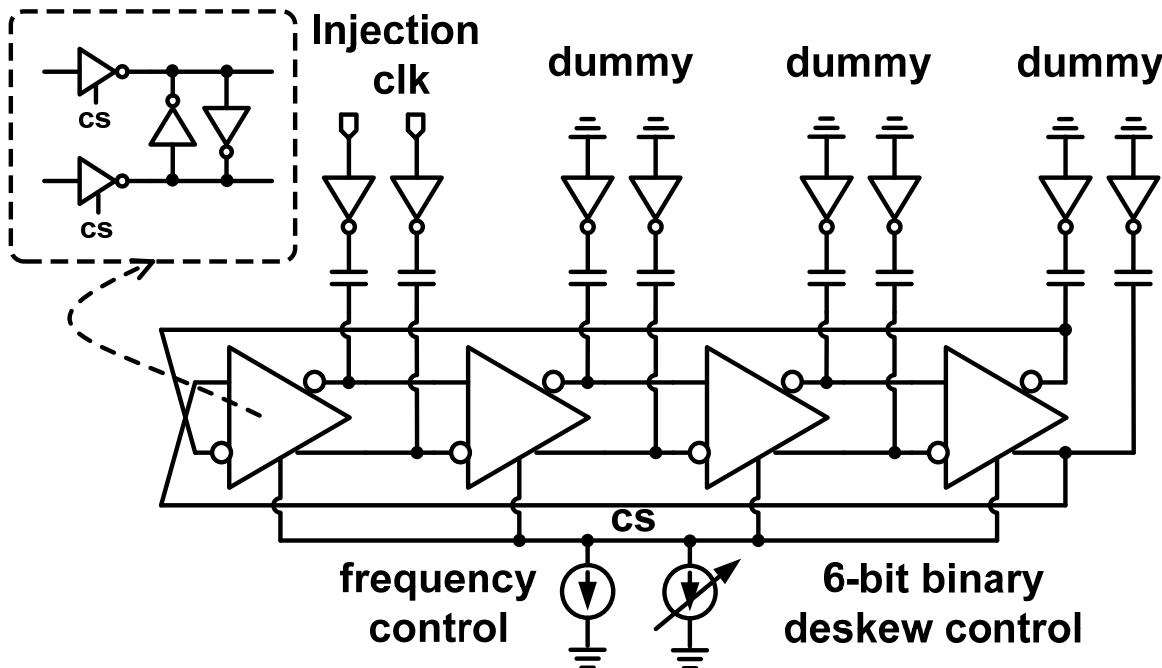 Injection
clk
dummy
dummy
dummy
cs
cs
cs
frequency
control
6-bit binary
deskew control